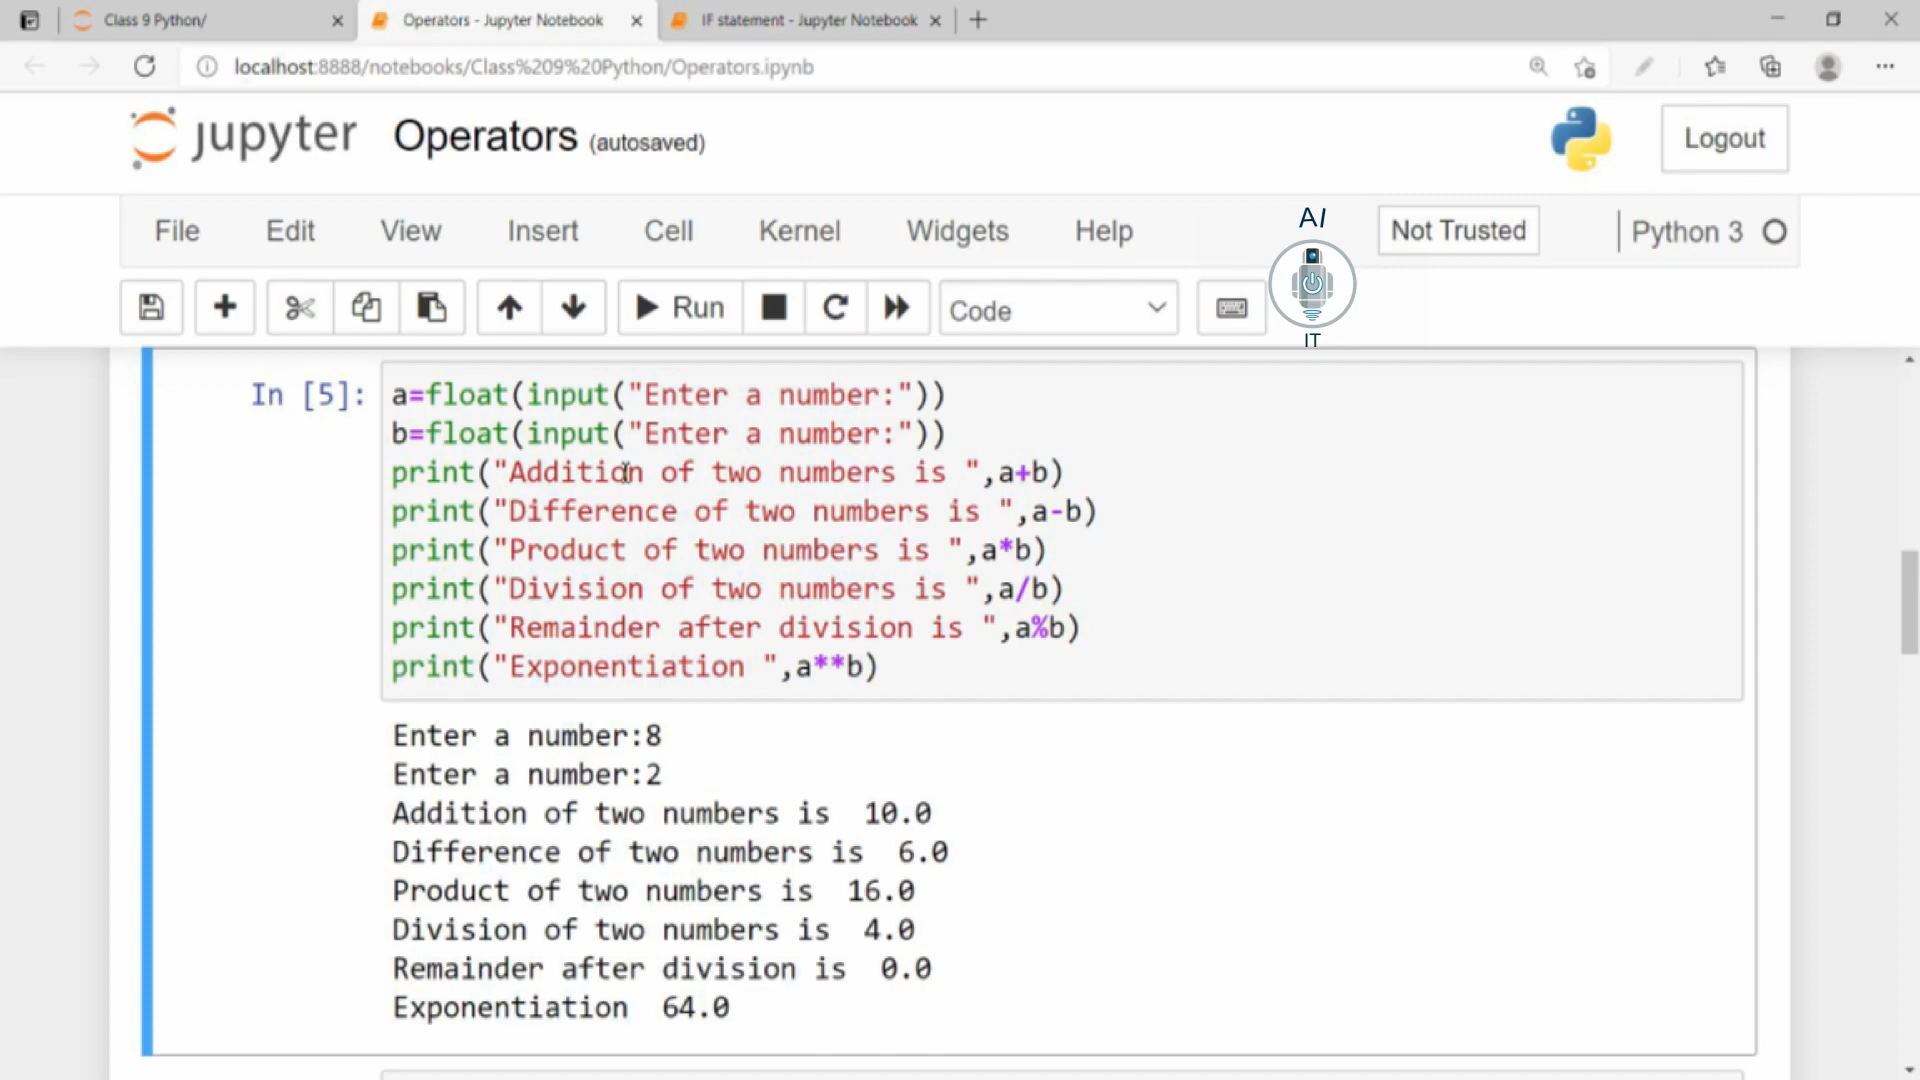 Class 9 Python/
Operators - Jupyter Notebook
IF statement - Jupyter Notebook
localhost:8888/notebooks/Class%209%20Python/Operators.ipynb
jupyter Operators (autosaved)
Logout
File Edit View Insert Cell Kernel Widgets Help
AI
Not Trusted
Python 3
Run
Code
IT
In [5]:
a=float(input("Enter a number:"))
b=float(input("Enter a number:"))
print("Addition of two numbers is ",a+b)
print("Difference of two numbers is ",a-b)
print("Product of two numbers is ",a*b)
print("Division of two numbers is ",a/b)
print("Remainder after division is ",a%b)
print("Exponentiation ",a**b)
Enter a number:8
Enter a number:2
Addition of two numbers is  10.0
Difference of two numbers is  6.0
Product of two numbers is  16.0
Division of two numbers is  4.0
Remainder after division is  0.0
Exponentiation  64.0